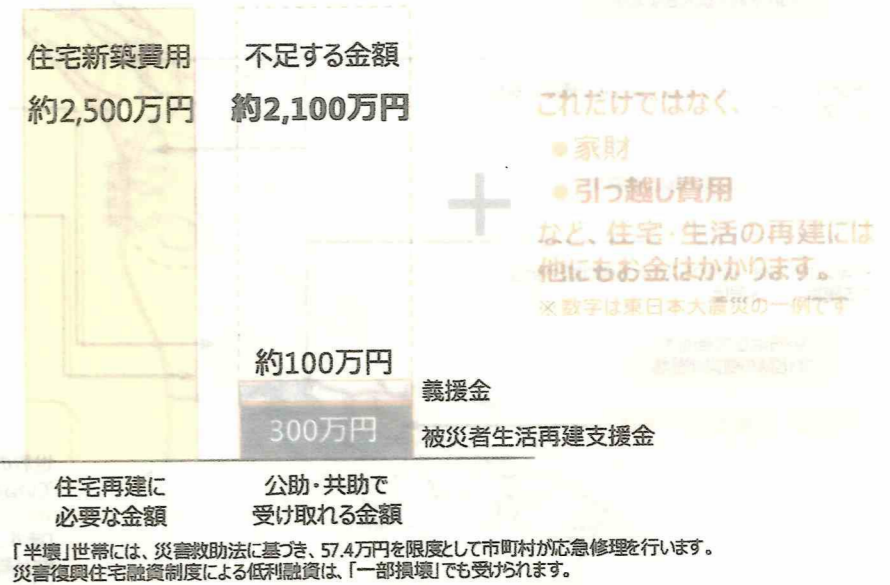 住宅新築費用
約2,500万円
不足する金額
約2,100万円
これだけではなく、
●家財
●引っ越し費用
など、住宅・生活の再建には
他にもお金はかかります。
※数字は東日本大震災の一例です
+
約100万円
義援金
300万円
被災者生活再建支援金
住宅再建に
必要な金額
公助・共助で
受け取れる金額
「半壊」世帯には、災害救助法に基づき、57.4万円を限度として市町村が応急修理を行います。
災害復興住宅融資制度による低利融資は、「一部損壊」でも受けられます。